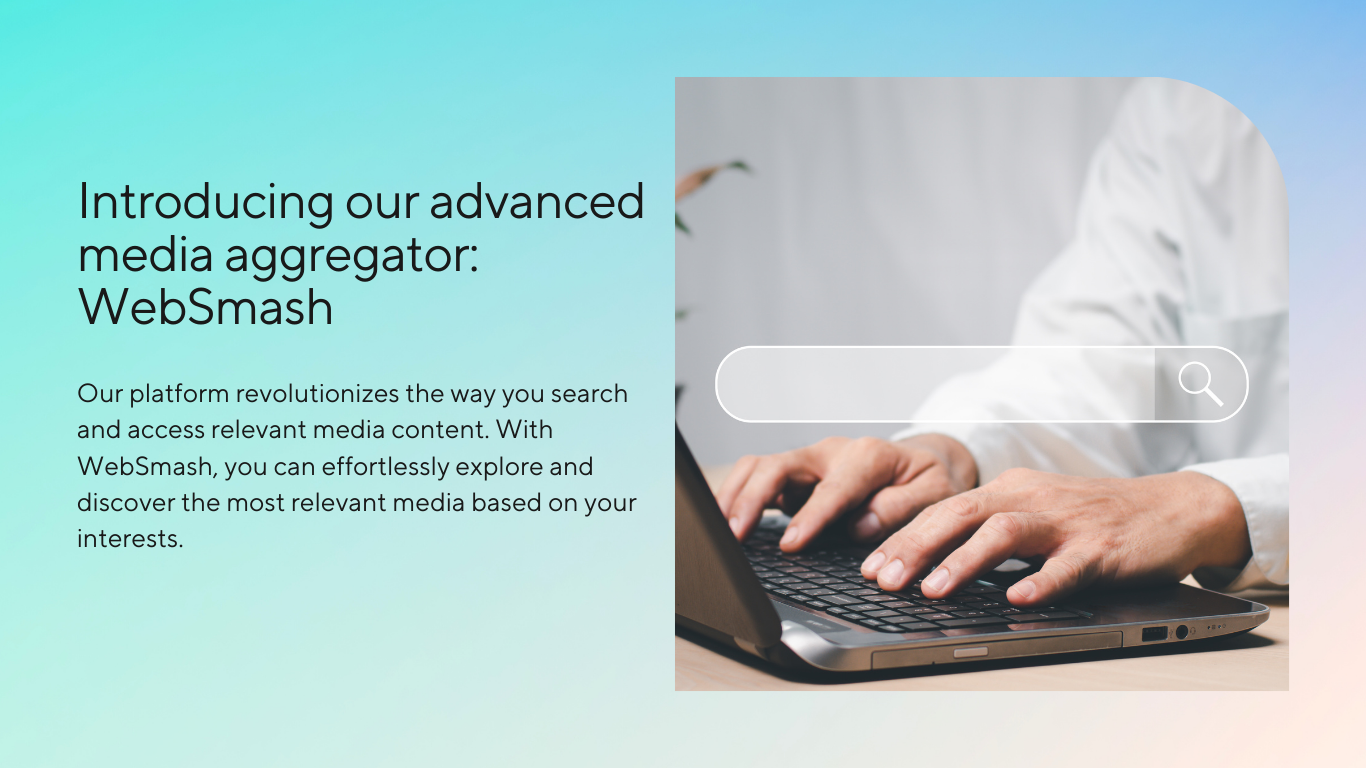 Introducing our advanced
media aggregator:
WebSmash
Our platform revolutionizes the way you search
and access relevant media content. With
WebSmash, you can effortlessly explore and
discover the most relevant media based on your
interests.